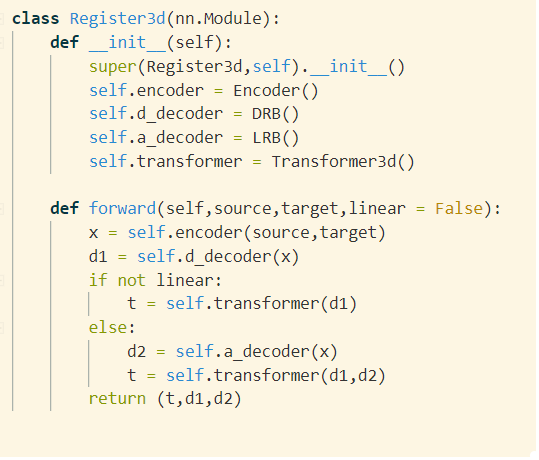 class Register3d(nn.Module):
    def __init__(self):
        super(Register3d,self).__init__()
        self.encoder = Encoder()
        self.d_decoder = DRB()
        self.a_decoder = LRB()
        self.transformer = Transformer3d()
    def forward(self,source,target,linear = False):
        x = self.encoder(source,target)
        d1 = self.d_decoder(x)
        if not linear:
            t = self.transformer(d1)
        else:
            d2 = self.a_decoder(x)
            t = self.transformer(d1,d2)
        return (t,d1,d2)